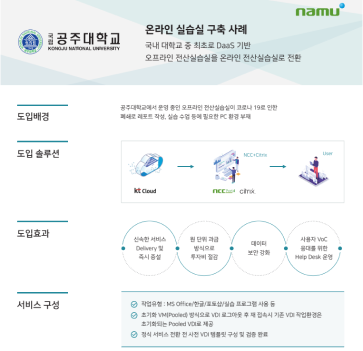 namu
온라인 실습실 구축 사례
국립 공주대학교
KONGJU NATIONAL UNIVERSITY
국내 대학교 중 최초로 DaaS 기반
오프라인 전산실습실을 온라인 전산실습실로 전환
도입배경
공주대학교에서 운영 중인 오프라인 전산실습실이 코로나 19로 인한
폐쇄로 레포트 작성, 실습 수업 등에 필요한 PC 환경 부재
도입 솔루션
NCC+Citrix
User
kt Cloud
citrix
도입효과
신속한 서비스
Delivery 및
즉시 증설
원 단위 과금
방식으로
투자비 절감
데이터
보안 강화
사용자 VoC
응대를 위한
Help Desk 운영
서비스 구성
작업유형 : MS Office/한글/포토샵/실습 프로그램 사용 등
초기화 VM(Pooled) 방식으로 VDI 로그아웃 후 재 접속시 기존 VDI 작업환경은
초기화되는 Pooled VDI로 제공
정식 서비스 전환 전 사전 VDI 템플릿 구성 및 검증 완료